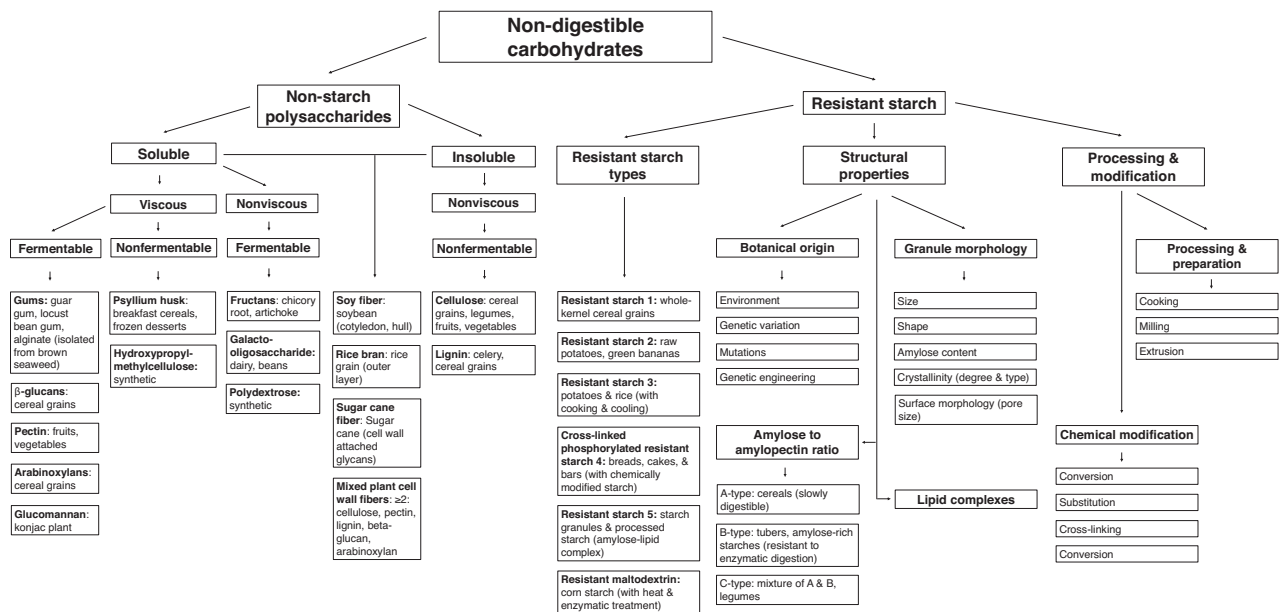 Non-digestible
carbohydrates
Non-starch
polysaccharides
Resistant starch
Soluble
Insoluble
Resistant starch
types
Structural
properties
Processing &
modification
Viscous
Nonviscous
Nonviscous
Fermentable
Nonfermentable
Fermentable
Nonfermentable
Gums: guar
gum, locust
bean gum,
alginate (isolated
from brown
seaweed)
β-glucans:
cereal grains
Pectin: fruits,
vegetables
Arabinoxylans:
cereal grains
Glucomannan:
konjac plant
Psyllium husk:
breakfast cereals,
frozen desserts
Hydroxypropyl-
methylcellulose:
synthetic
Fructans: chicory
root, artichoke
Galacto-
oligosaccharide:
dairy, beans
Polydextrose:
synthetic
Soy fiber:
soybean
(cotyledon, hull)
Rice bran: rice
grain (outer
layer)
Sugar cane
fiber: Sugar
cane (cell wall
attached
glycans)
Mixed plant cell
wall fibers: ≥2:
cellulose, pectin,
lignin, beta-
glucan,
arabinoxylan
Cellulose: cereal
grains, legumes,
fruits, vegetables
Lignin: celery,
cereal grains
Resistant starch 1: whole-
kernel cereal grains
Resistant starch 2: raw
potatoes, green bananas
Resistant starch 3:
potatoes & rice (with
cooking & cooling)
Cross-linked
phosphorylated resistant
starch 4: breads, cakes, &
bars (with chemically
modified starch)
Resistant starch 5: starch
granules & processed
starch (amylose-lipid
complex)
Resistant maltodextrin:
corn starch (with heat &
enzymatic treatment)
Botanical origin
Environment
Genetic variation
Mutations
Genetic engineering
Amylose to
amylopectin ratio
A-type: cereals (slowly
digestible)
B-type: tubers, amylose-rich
starches (resistant to
enzymatic digestion)
C-type: mixture of A & B,
legumes
Granule morphology
Size
Shape
Amylose content
Crystallinity (degree & type)
Surface morphology (pore
size)
Lipid complexes
Processing &
preparation
Cooking
Milling
Extrusion
Chemical modification
Conversion
Substitution
Cross-linking
Conversion